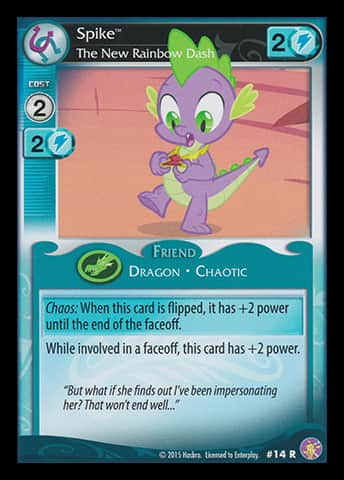 Spike™
The New Rainbow Dash
2
COST
2
2
FRIEND
DRAGON • CHAOTIC
Chaos: When this card is flipped, it has +2 power
until the end of the faceoff.
While involved in a faceoff, this card has +2 power.
"But what if she finds out I've been impersonating
her? That won't end well..."
© 2015 Hasbro. Licensed to Enterplay. #14 R